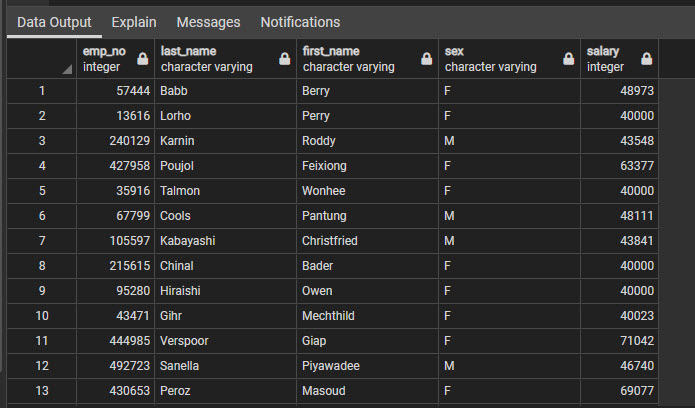 Data Output Explain Messages Notifications
emp_no last_name first_name sex salary
integer character varying character varying character varying integer
1 57444 Babb Berry F 48973
2 13616 Lorho Perry F 40000
3 240129 Karnin Roddy M 43548
4 427958 Poujol Feixiong F 63377
5 35916 Talmon Wonhee F 40000
6 67799 Cools Pantung M 48111
7 105597 Kabayashi Christfried M 43841
8 215615 Chinal Bader F 40000
9 95280 Hiraishi Owen F 40000
10 43471 Gihr Mechthild F 40023
11 444985 Verspoor Giap F 71042
12 492723 Sanella Piyawadee M 46740
13 430653 Peroz Masoud F 69077